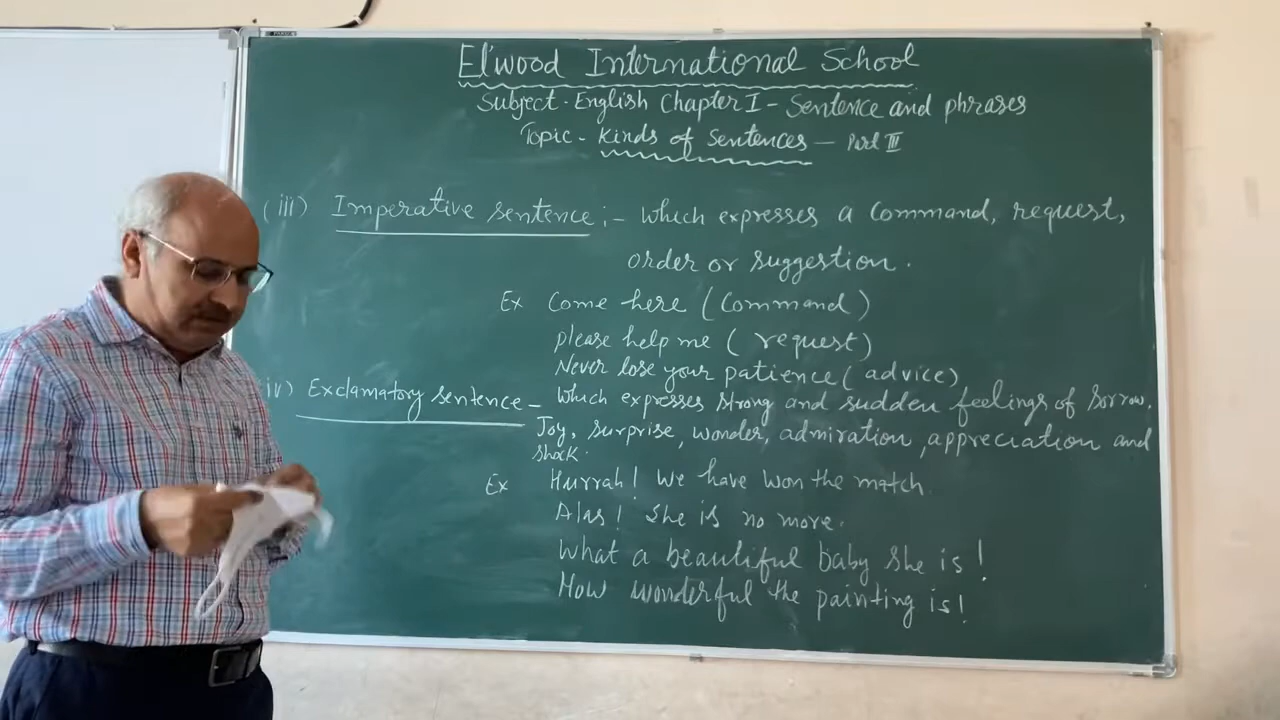 El'wood International School
Subject - English Chapter I - Sentence and phrases
Topic - Kinds of Sentences - Part III
(iii) Imperative sentence ;- Which expresses a command, request,
order or suggestion.
Ex Come here (Command)
please help me (request)
Never lose your patience (advice)
iv) Exclamatory sentence - Which expresses strong and sudden feelings of sorrow,
Joy, surprise, wonder, admiration, appreciation and
shock.
Ex Hurrah! We have won the match.
Alas! She is no more.
What a beautiful baby she is!
How wonderful the painting is!